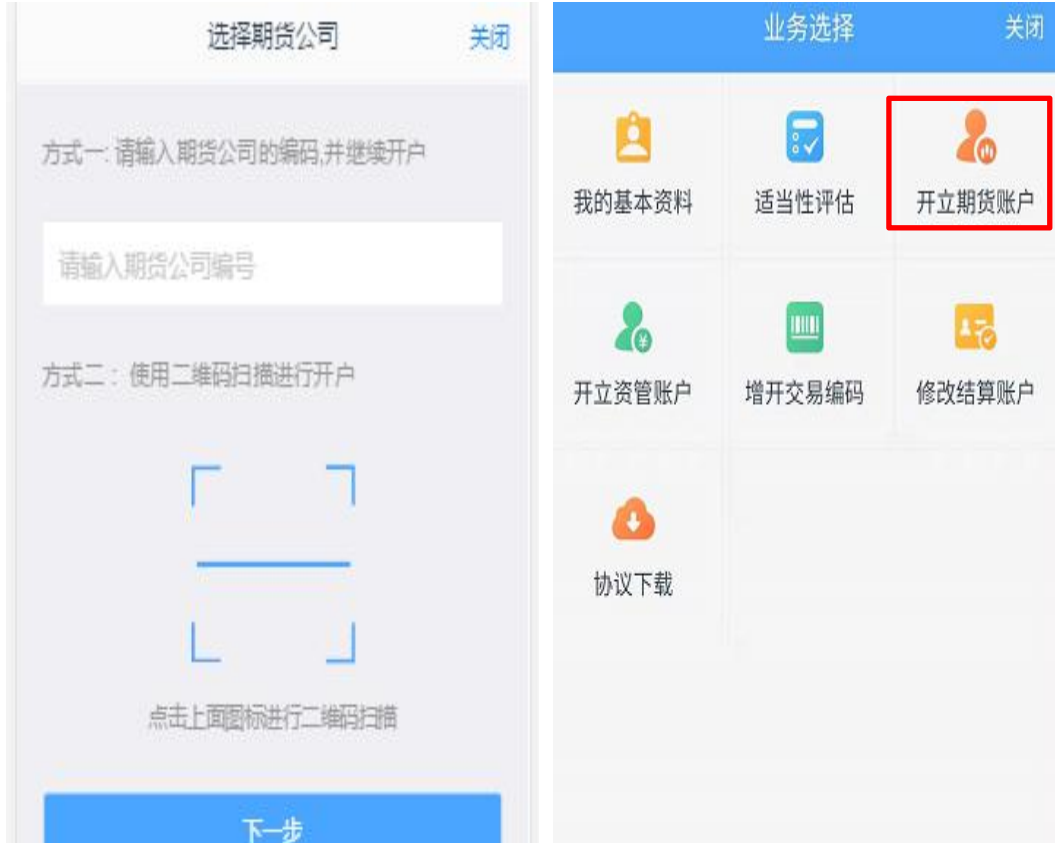 选择期货公司
关闭
方式一: 请输入期货公司的编码,并继续开户
请输入期货公司编号
方式二： 使用二维码扫描进行开户
点击上面图标进行二维码扫描
下一步
业务选择
关闭
我的基本资料
适当性评估
开立期货账户
开立资管账户
增开交易编码
修改结算账户
协议下载